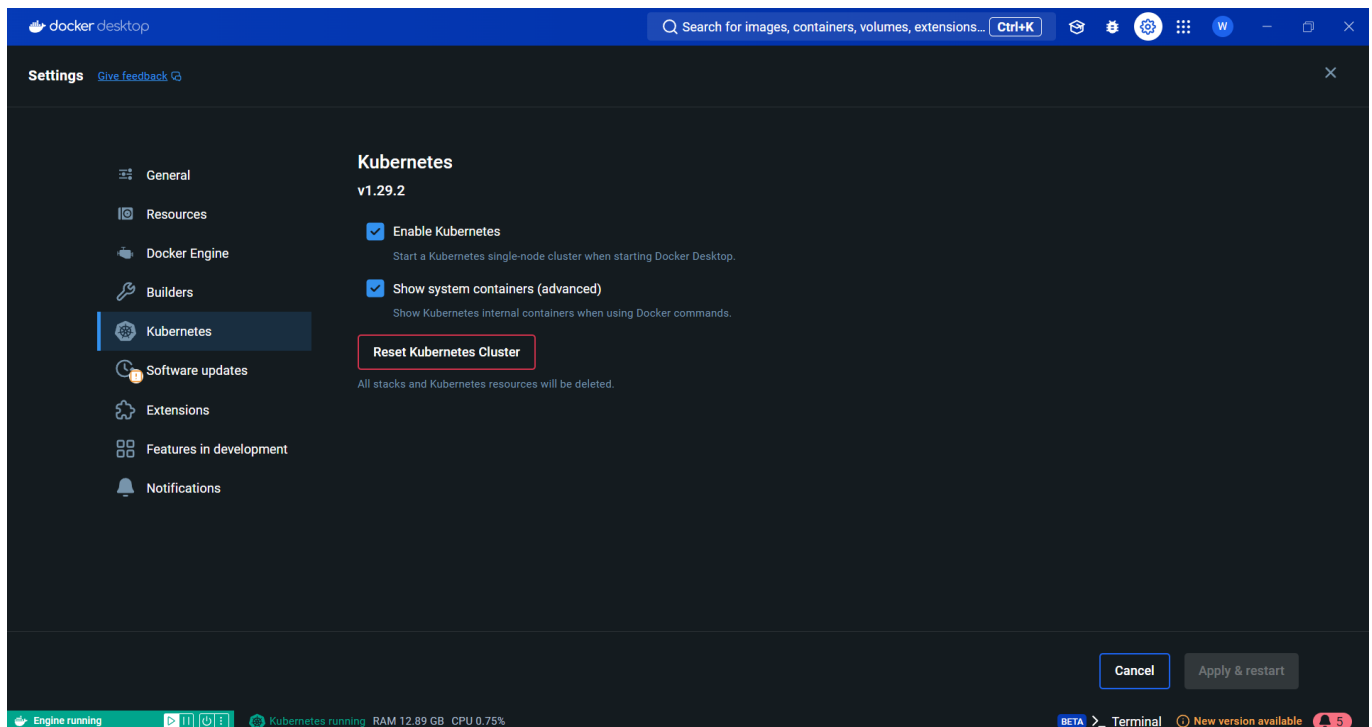 docker desktop
Search for images, containers, volumes, extensions... Ctrl+K
W
Settings Give feedback
General
Resources
Docker Engine
Builders
Kubernetes
Software updates
Extensions
Features in development
Notifications
Kubernetes
v1.29.2
Enable Kubernetes
Start a Kubernetes single-node cluster when starting Docker Desktop.
Show system containers (advanced)
Show Kubernetes internal containers when using Docker commands.
Reset Kubernetes Cluster
All stacks and Kubernetes resources will be deleted.
Cancel Apply & restart
Engine running Kubernetes running RAM 12.89 GB CPU 0.75% BETA >_ Terminal New version available 5